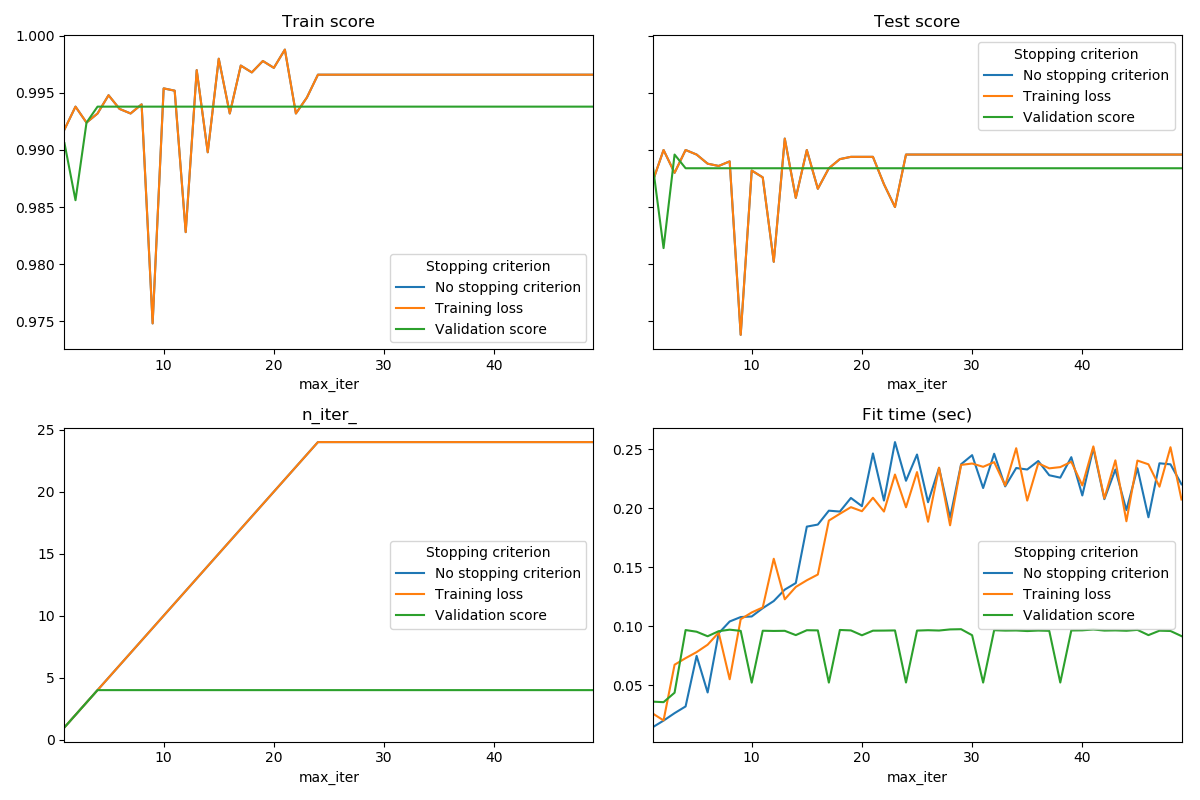 Train score
1.000
0.995
0.990
0.985
0.980
0.975
Stopping criterion
No stopping criterion
Training loss
Validation score
10 20 30 40
max_iter
Test score
Stopping criterion
No stopping criterion
Training loss
Validation score
10 20 30 40
max_iter
n_iter_
25
20
15
10
5
0
Stopping criterion
No stopping criterion
Training loss
Validation score
10 20 30 40
max_iter
Fit time (sec)
0.25
0.20
0.15
0.10
0.05
Stopping criterion
No stopping criterion
Training loss
Validation score
10 20 30 40
max_iter